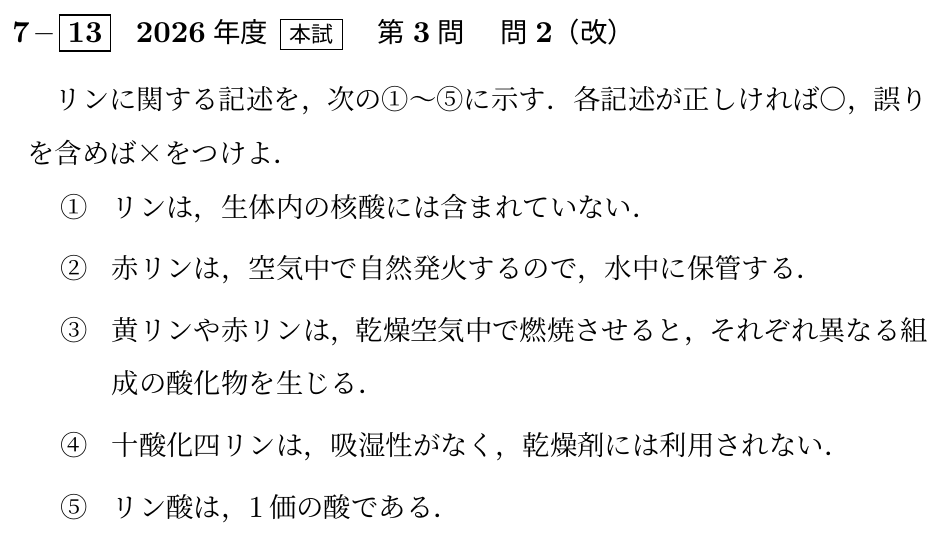 7–13 2026 年度 本試 第 3 問 問 2（改）
リンに関する記述を，次の①～⑤に示す．各記述が正しければ○，誤り
を含めば×をつけよ．
① リンは，生体内の核酸には含まれていない．
② 赤リンは，空気中で自然発火するので，水中に保管する．
③ 黄リンや赤リンは，乾燥空気中で燃焼させると，それぞれ異なる組
成の酸化物を生じる．
④ 十酸化四リンは，吸湿性がなく，乾燥剤には利用されない．
⑤ リン酸は，1 価の酸である．